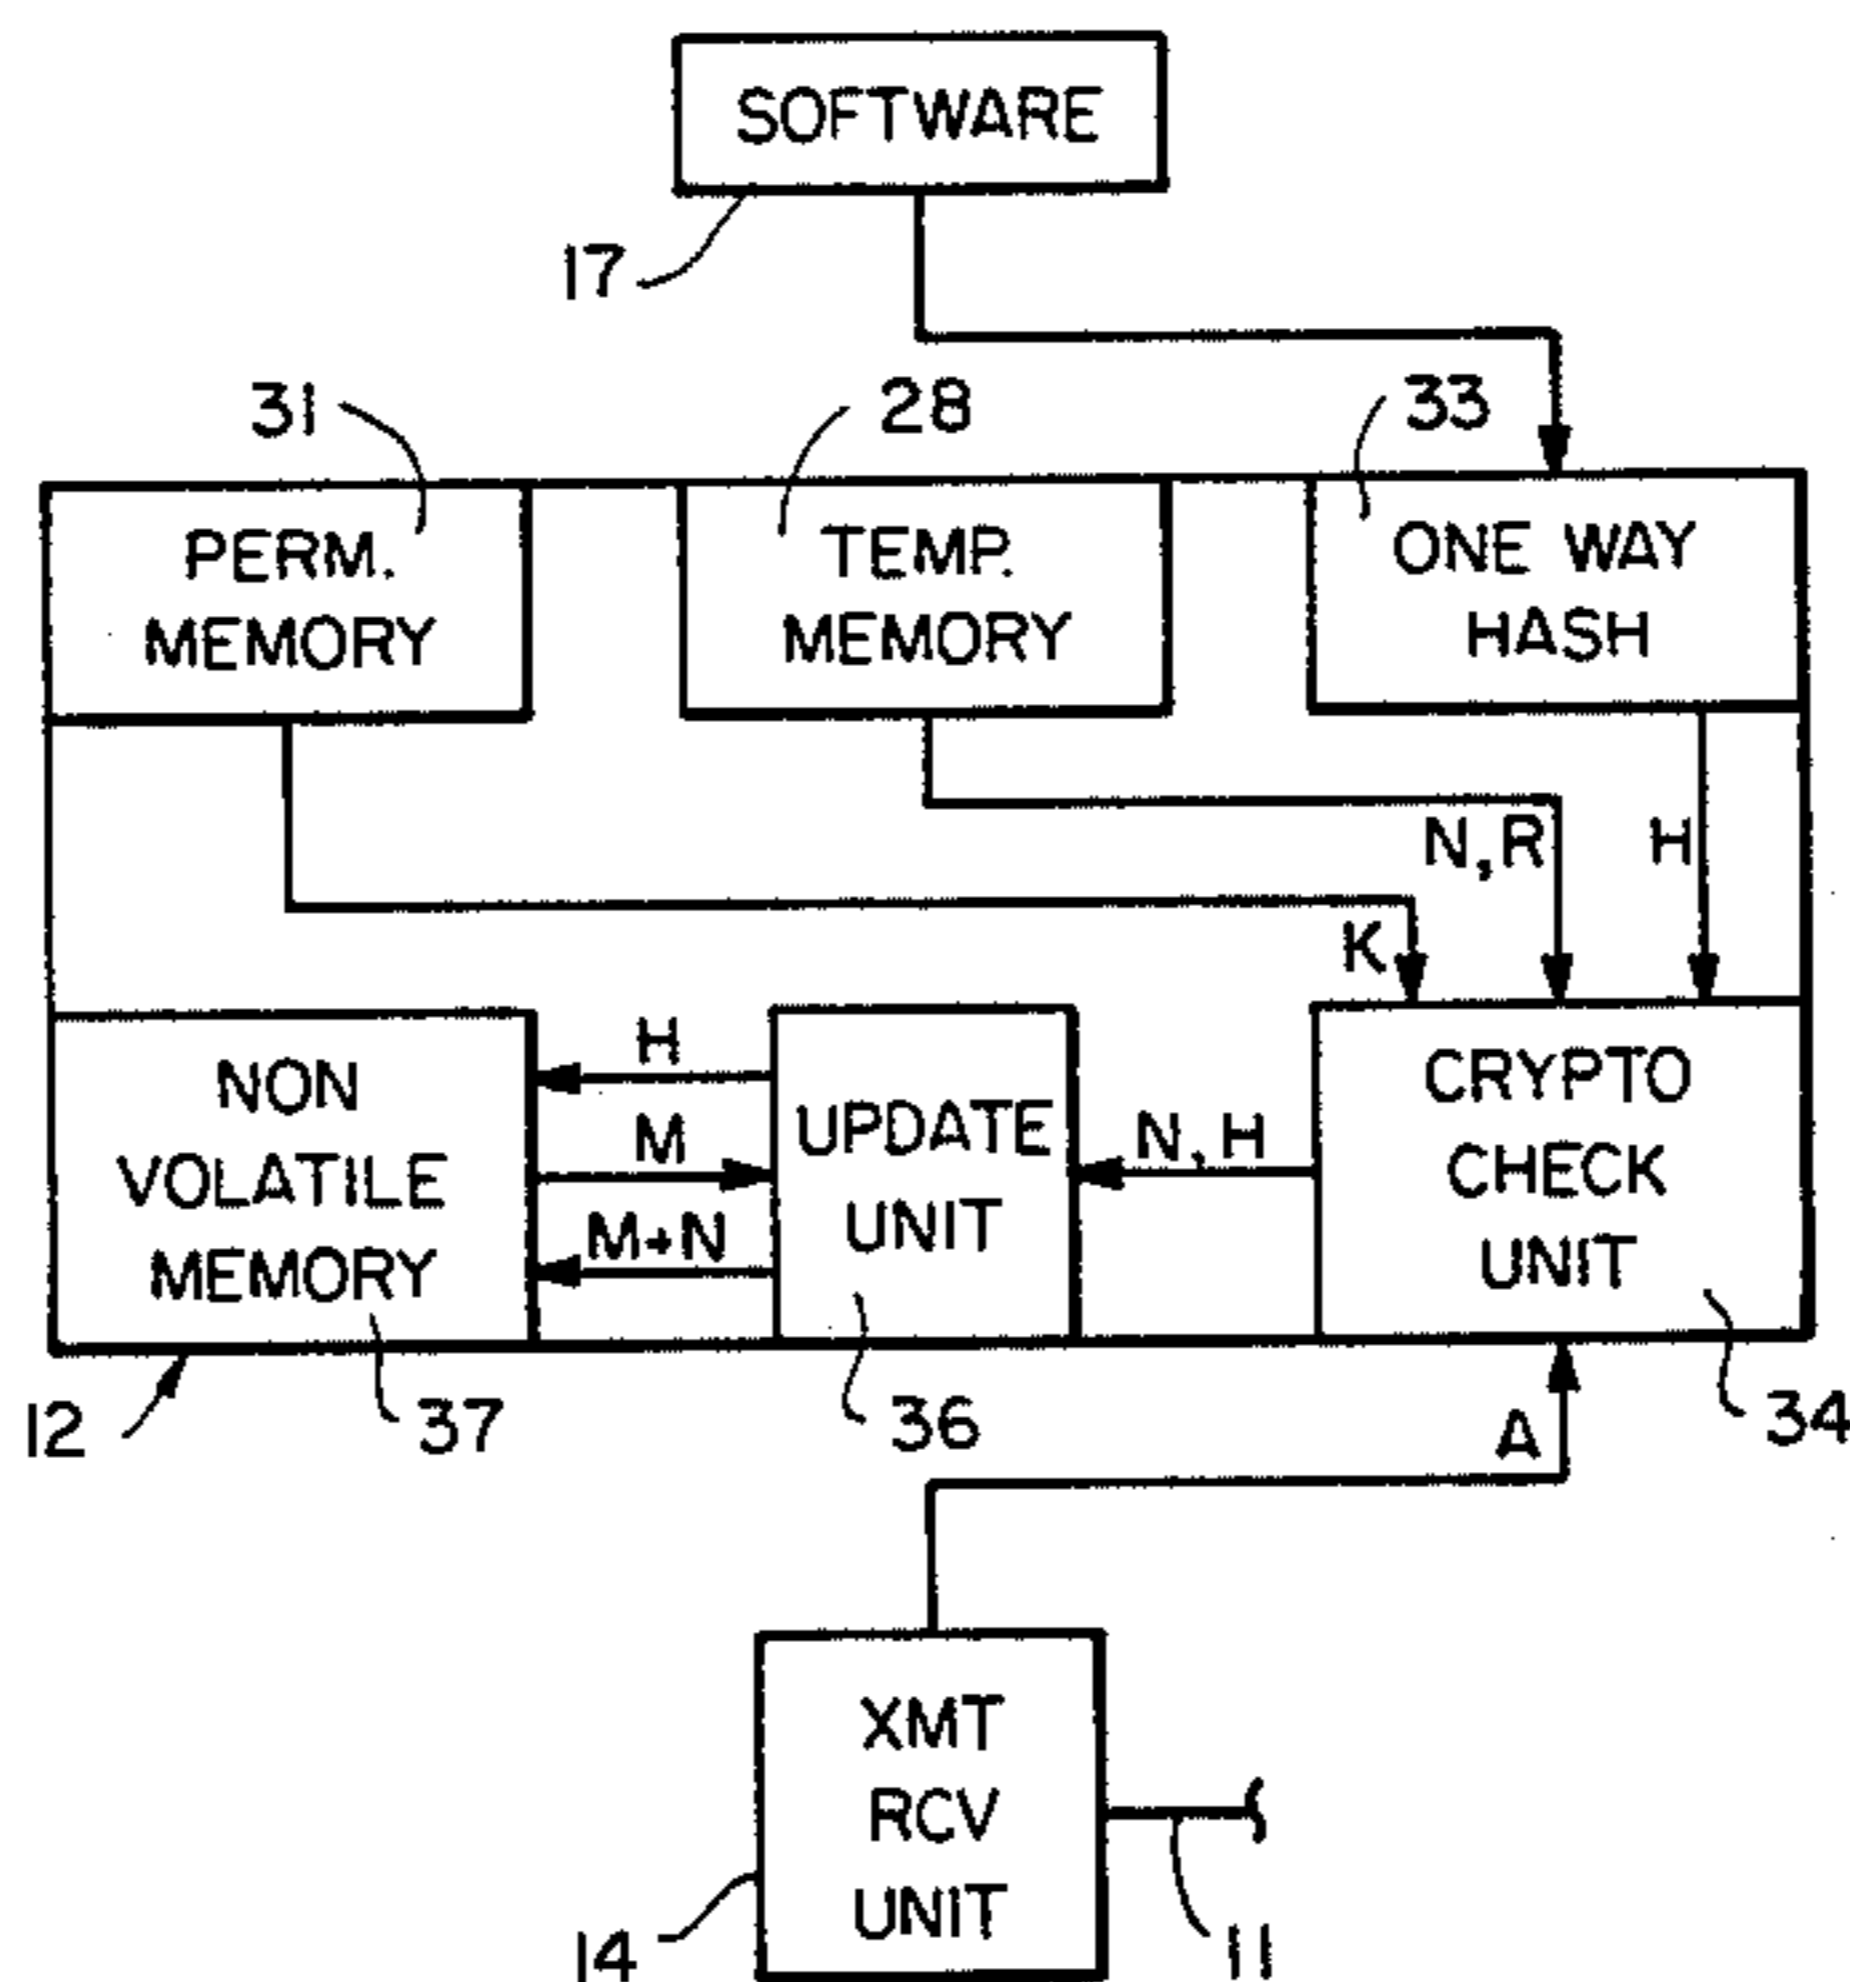 SOFTWARE
17
31
28
33
PERM.
MEMORY
TEMP.
MEMORY
ONE WAY
HASH
N,R
H
K
NON
VOLATILE
MEMORY
H
M
M+N
UPDATE
UNIT
N,H
CRYPTO
CHECK
UNIT
12
37
36
34
A
XMT
RCV
UNIT
14
11